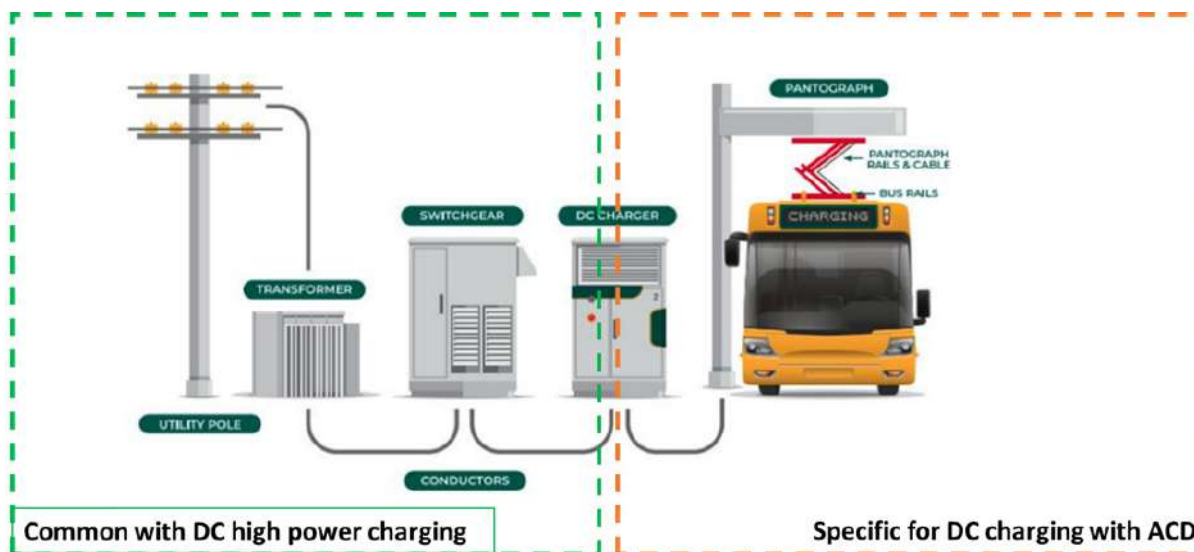 PANTOGRAPH
PANTOGRAPH
RAILS & CABLE
BUS RAILS
SWITCHGEAR
DC CHARGER
CHARGING
TRANSFORMER
2
UTILITY POLE
CONDUCTORS
Common with DC high power charging
Specific for DC charging with ACD